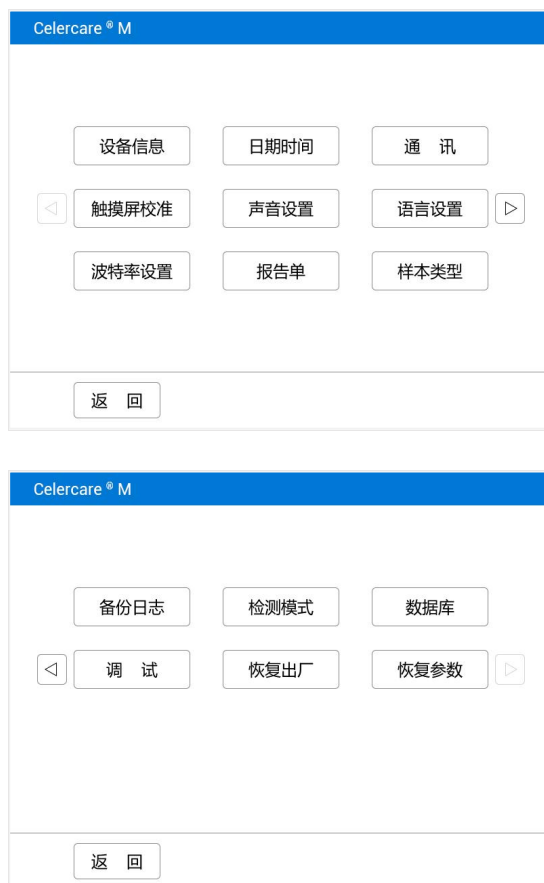 Celercare ® M
设备信息 日期时间 通 讯
触摸屏校准 声音设置 语言设置
波特率设置 报告单 样本类型
返 回
Celercare ® M
备份日志 检测模式 数据库
调 试 恢复出厂 恢复参数
返 回